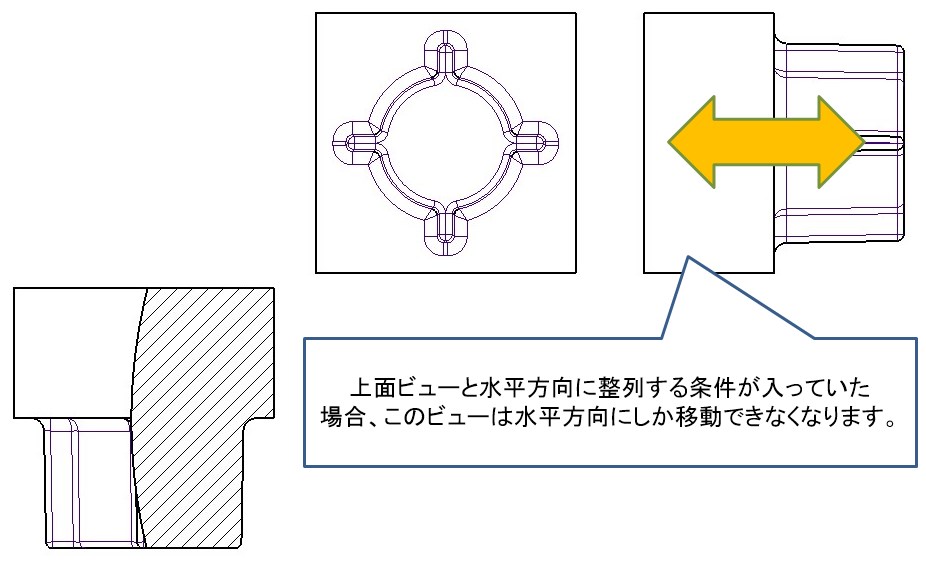 上面ビューと水平方向に整列する条件が入っていた
場合、このビューは水平方向にしか移動できなくなります。